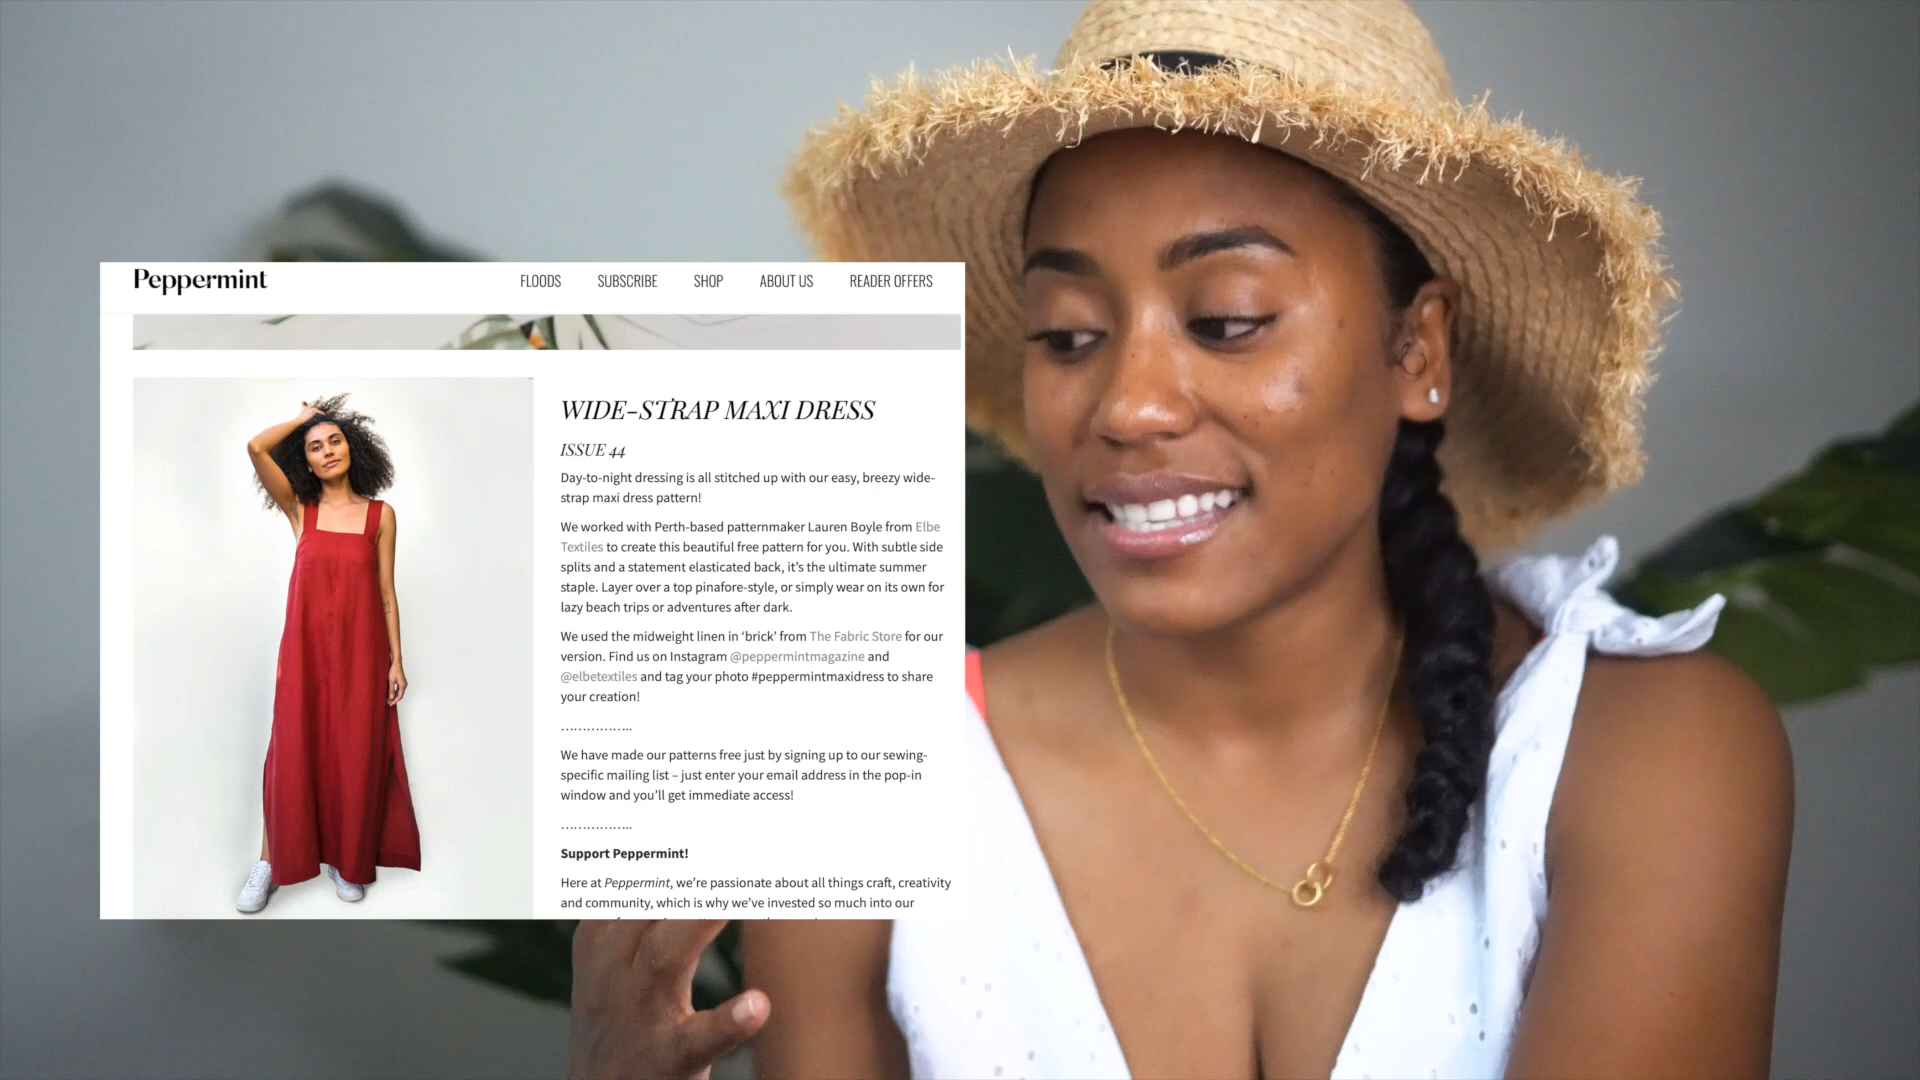 Peppermint
FLOODS SUBSCRIBE SHOP ABOUT US READER OFFERS
WIDE-STRAP MAXI DRESS
ISSUE 44
Day-to-night dressing is all stitched up with our easy, breezy wide-
strap maxi dress pattern!
We worked with Perth-based patternmaker Lauren Boyle from Elbe
Textiles to create this beautiful free pattern for you. With subtle side
splits and a statement elasticated back, it's the ultimate summer
staple. Layer over a top pinafore-style, or simply wear on its own for
lazy beach trips or adventures after dark.
We used the midweight linen in 'brick' from The Fabric Store for our
version. Find us on Instagram @peppermintmagazine and
@elbetextiles and tag your photo #peppermintmaxidress to share
your creation!
……………..
We have made our patterns free just by signing up to our sewing-
specific mailing list – just enter your email address in the pop-in
window and you'll get immediate access!
……………..
Support Peppermint!
Here at Peppermint, we're passionate about all things craft, creativity
and community, which is why we've invested so much into our